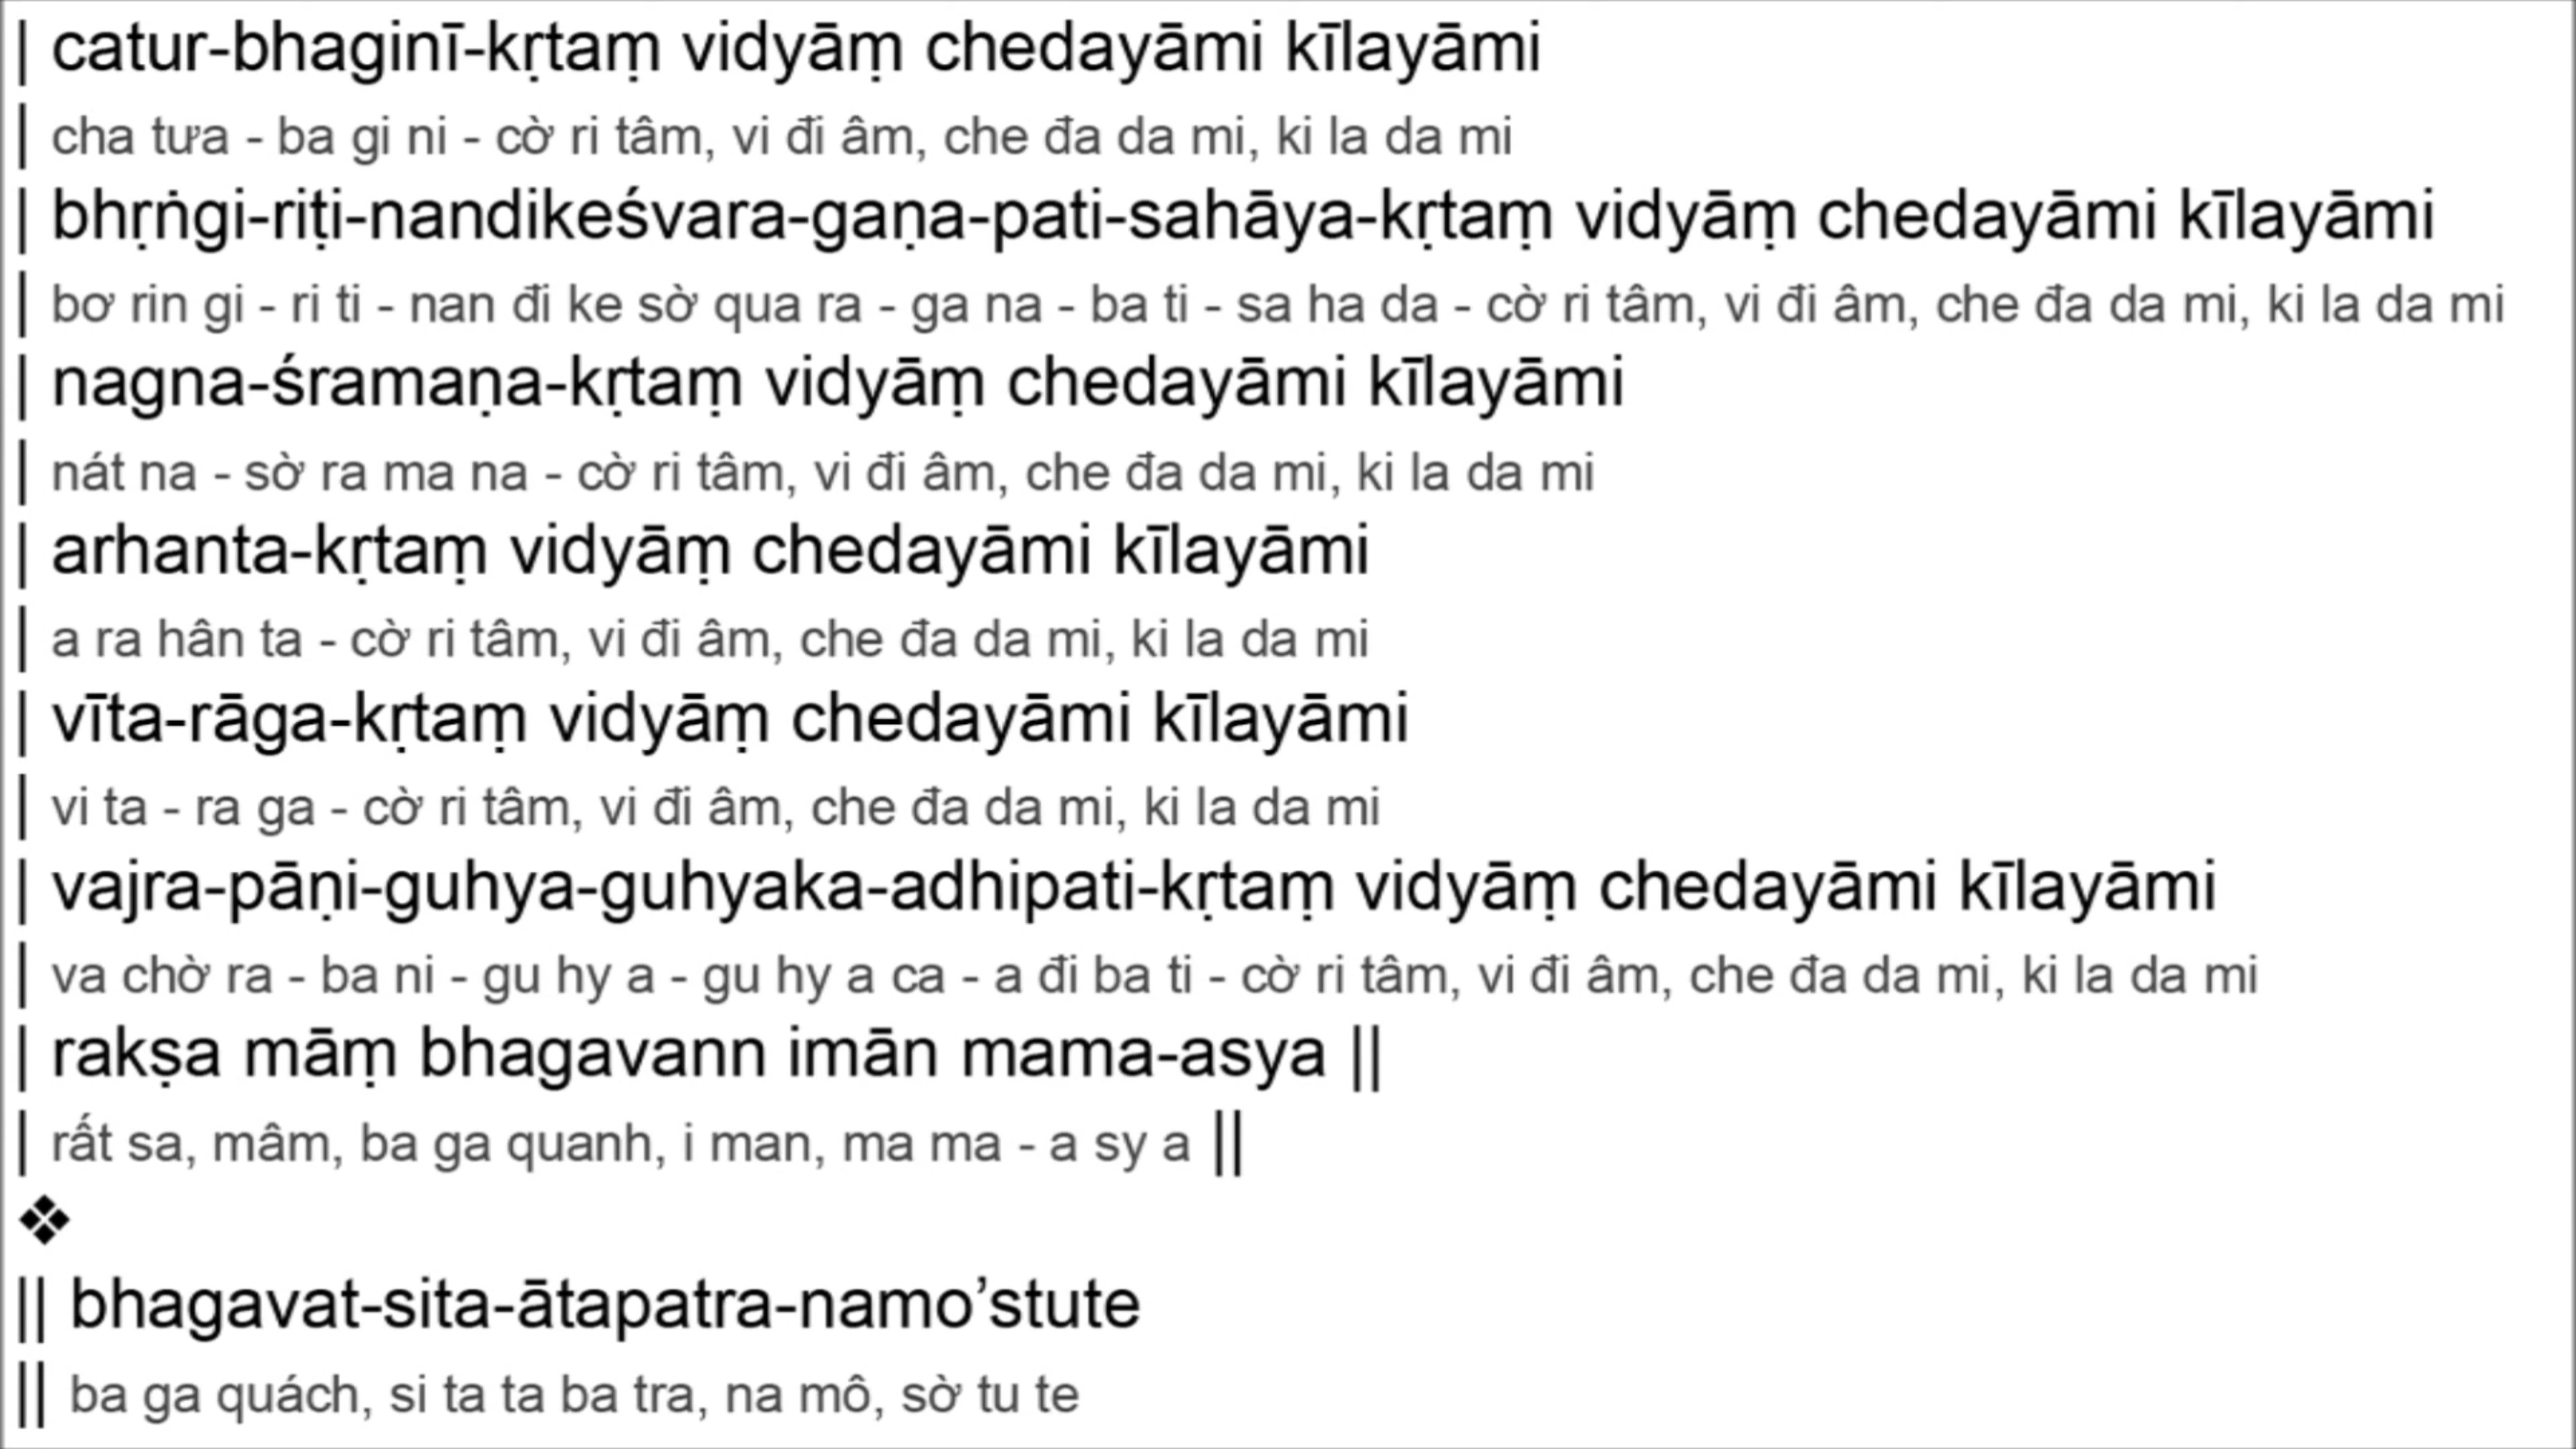 | catur-bhaginī-kṛtaṃ vidyāṃ chedayāmi kīlayāmi
| cha tưa - ba gi ni - cờ ri tâm, vi đi âm, che đa da mi, ki la da mi
| bhṛṅgi-riṭi-nandikeśvara-gaṇa-pati-sahāya-kṛtaṃ vidyāṃ chedayāmi kīlayāmi
| bơ rin gi - ri ti - nan đi ke sờ qua ra - ga na - ba ti - sa ha da - cờ ri tâm, vi đi âm, che đa da mi, ki la da mi
| nagna-śramaṇa-kṛtaṃ vidyāṃ chedayāmi kīlayāmi
| nát na - sờ ra ma na - cờ ri tâm, vi đi âm, che đa da mi, ki la da mi
| arhanta-kṛtaṃ vidyāṃ chedayāmi kīlayāmi
| a ra hân ta - cờ ri tâm, vi đi âm, che đa da mi, ki la da mi
| vīta-rāga-kṛtaṃ vidyāṃ chedayāmi kīlayāmi
| vi ta - ra ga - cờ ri tâm, vi đi âm, che đa da mi, ki la da mi
| vajra-pāṇi-guhya-guhyaka-adhipati-kṛtaṃ vidyāṃ chedayāmi kīlayāmi
| va chờ ra - ba ni - gu hy a - gu hy a ca - a đi ba ti - cờ ri tâm, vi đi âm, che đa da mi, ki la da mi
| rakṣa māṃ bhagavann imān mama-asya ||
| rất sa, mâm, ba ga quanh, i man, ma ma - a sy a ||
❖
|| bhagavat-sita-ātapatra-namo’stute
|| ba ga quách, si ta ta ba tra, na mô, sờ tu te